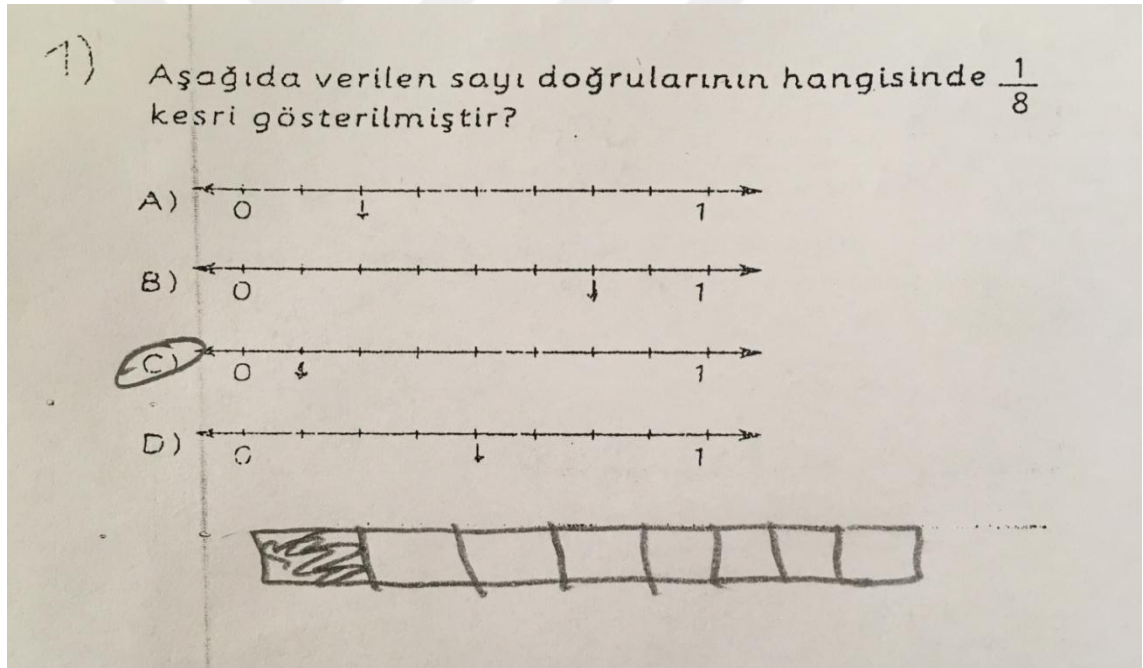 1)
Aşağıda verilen sayı doğrularının hangisinde 1/8
kesri gösterilmiştir?
A) 0 1
B) 0 1
C) 0 1
D) 0 1